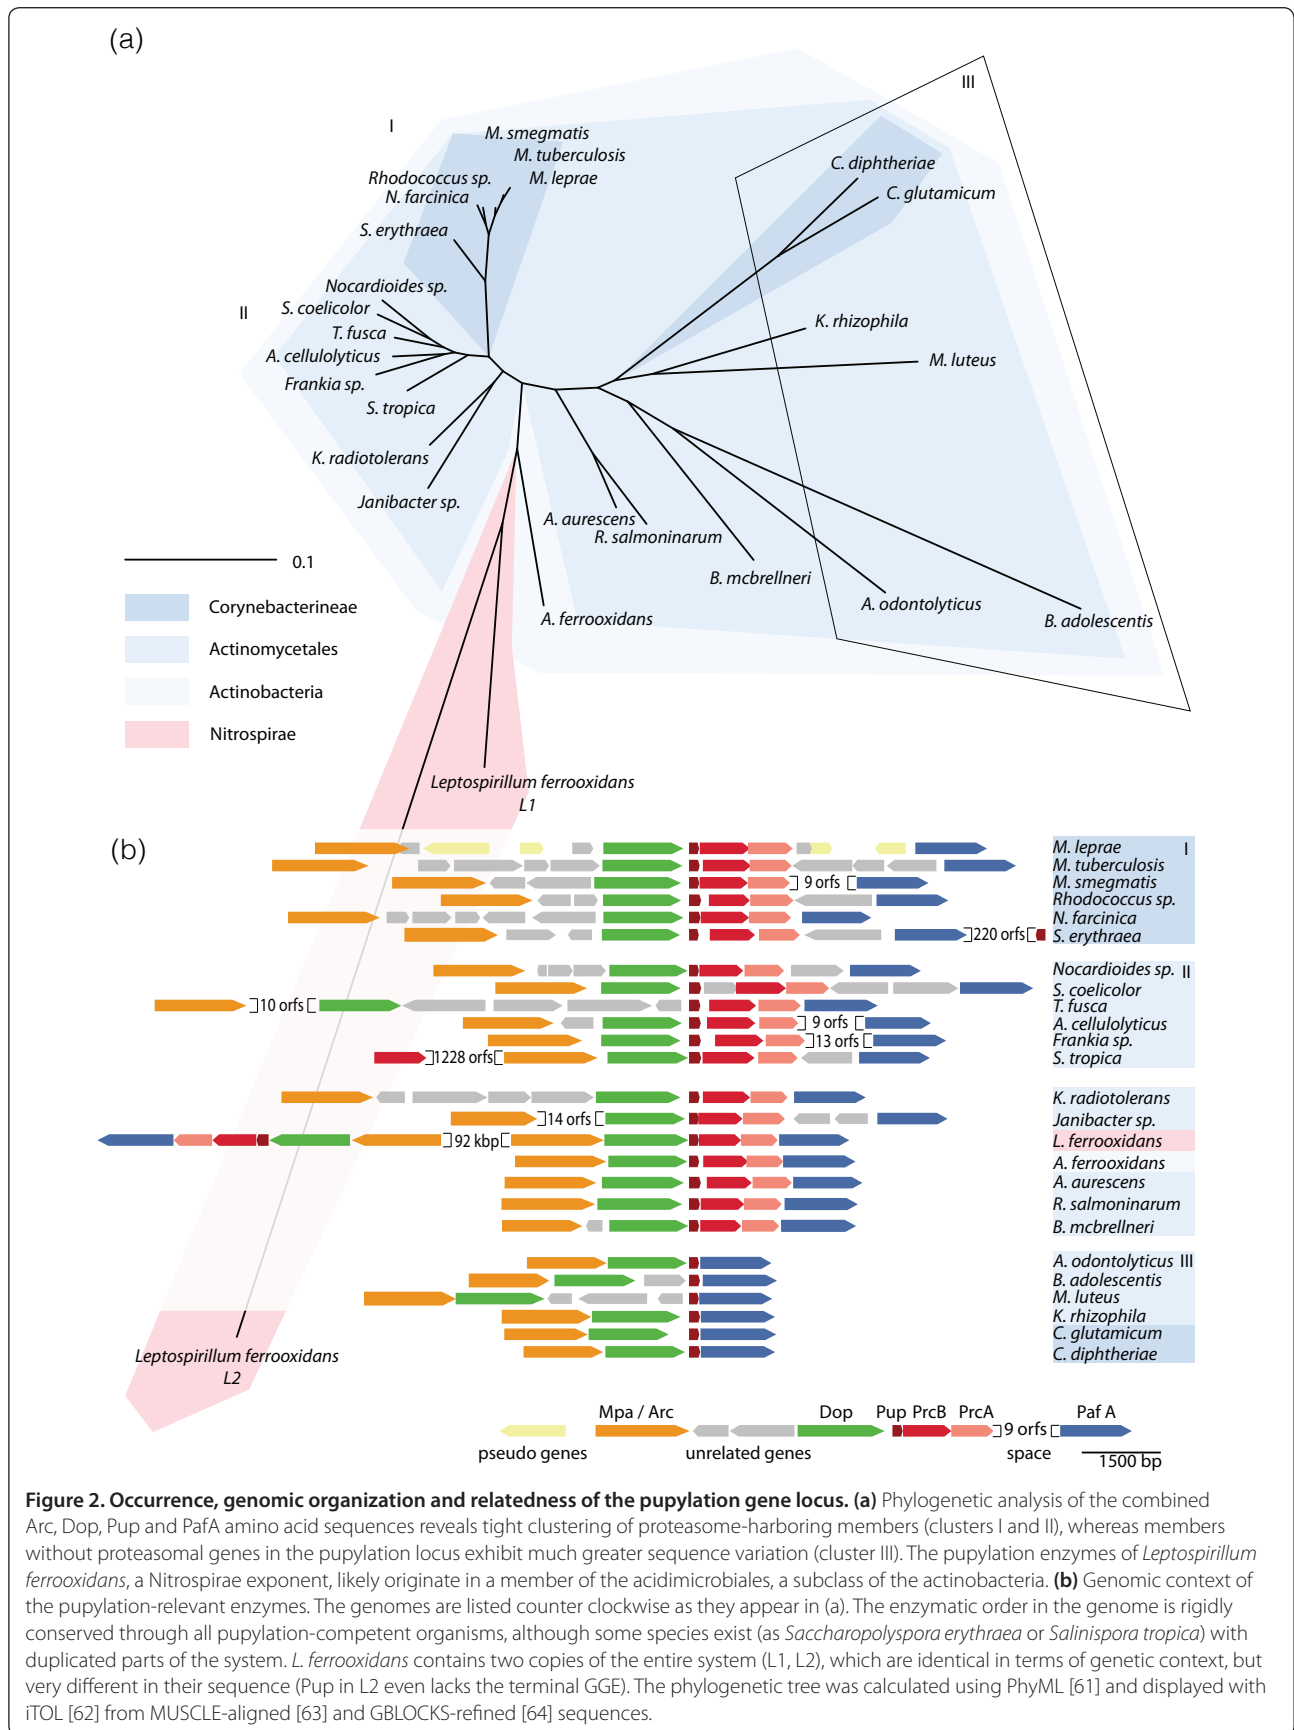 (a)
III
I
M. smegmatis
M. tuberculosis
M. leprae
Rhodococcus sp.
N. farcinica
S. erythraea
C. diphtheriae
C. glutamicum
II
Nocardioides sp.
S. coelicolor
T. fusca
A. cellulolyticus
Frankia sp.
S. tropica
K. radiotolerans
Janibacter sp.
K. rhizophila
M. luteus
A. aurescens
R. salmoninarum
B. mcbrellneri
A. odontolyticus
B. adolescentis
A. ferrooxidans
0.1
Corynebacterineae
Actinomycetales
Actinobacteria
Nitrospirae
Leptospirillum ferrooxidans
L1
(b)
M. leprae I
M. tuberculosis
9 orfs M. smegmatis
Rhodococcus sp.
N. farcinica
220 orfs S. erythraea
Nocardioides sp. II
S. coelicolor
10 orfs T. fusca
9 orfs A. cellulolyticus
13 orfs Frankia sp.
1228 orfs S. tropica
K. radiotolerans
14 orfs Janibacter sp.
92 kbp L. ferrooxidans
A. ferrooxidans
A. aurescens
R. salmoninarum
B. mcbrellneri
A. odontolyticus III
B. adolescentis
M. luteus
K. rhizophila
C. glutamicum
C. diphtheriae
Leptospirillum ferrooxidans
L2
Mpa / Arc Dop Pup PrcB PrcA Paf A
9 orfs
pseudo genes unrelated genes space 1500 bp
Figure 2. Occurrence, genomic organization and relatedness of the pupylation gene locus. (a) Phylogenetic analysis of the combined
Arc, Dop, Pup and PafA amino acid sequences reveals tight clustering of proteasome-harboring members (clusters I and II), whereas members
without proteasomal genes in the pupylation locus exhibit much greater sequence variation (cluster III). The pupylation enzymes of Leptospirillum
ferrooxidans, a Nitrospirae exponent, likely originate in a member of the acidimicrobiales, a subclass of the actinobacteria. (b) Genomic context of
the pupylation-relevant enzymes. The genomes are listed counter clockwise as they appear in (a). The enzymatic order in the genome is rigidly
conserved through all pupylation-competent organisms, although some species exist (as Saccharopolyspora erythraea or Salinispora tropica) with
duplicated parts of the system. L. ferrooxidans contains two copies of the entire system (L1, L2), which are identical in terms of genetic context, but
very different in their sequence (Pup in L2 even lacks the terminal GGE). The phylogenetic tree was calculated using PhyML [61] and displayed with
iTOL [62] from MUSCLE-aligned [63] and GBLOCKS-refined [64] sequences.